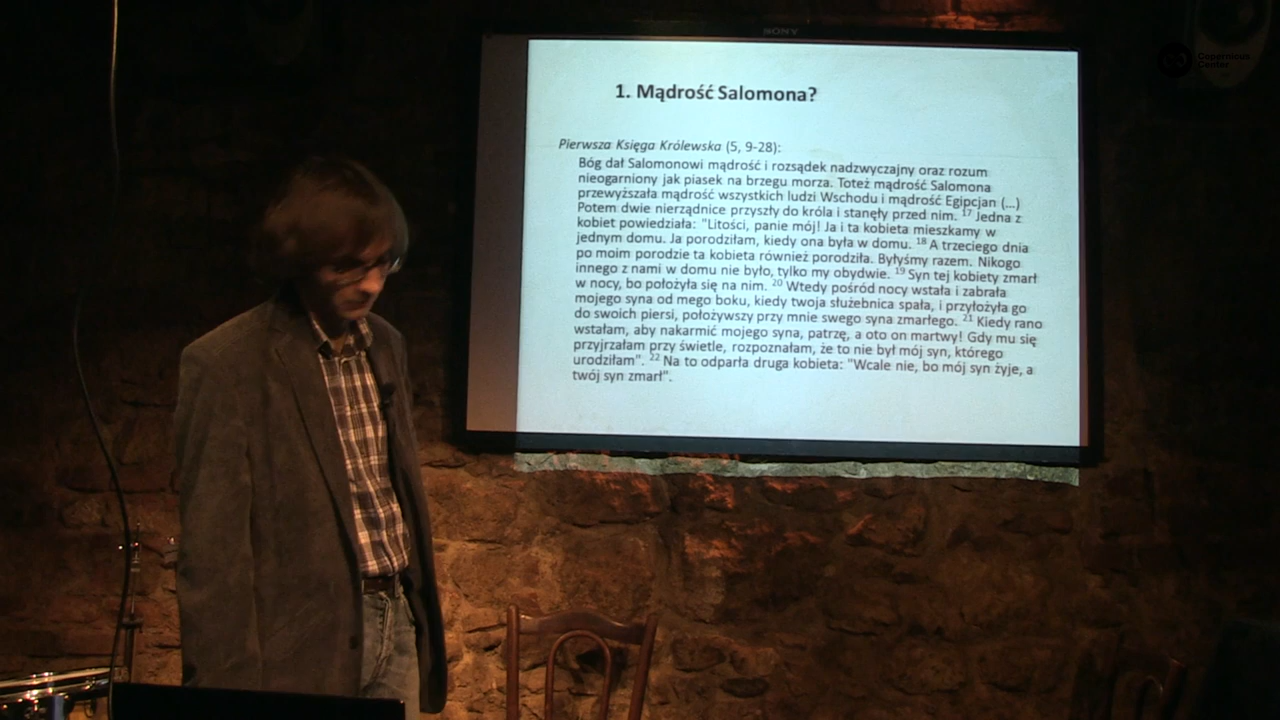 SONY
Copernicus
Center
1. Mądrość Salomona?
Pierwsza Księga Królewska (5, 9-28):
Bóg dał Salomonowi mądrość i rozsądek nadzwyczajny oraz rozum
nieogarniony jak piasek na brzegu morza. Toteż mądrość Salomona
przewyższała mądrość wszystkich ludzi Wschodu i mądrość Egipcjan (...)
Potem dwie nierządnice przyszły do króla i stanęły przed nim. ¹⁷ Jedna z
kobiet powiedziała: "Litości, panie mój! Ja i ta kobieta mieszkamy w
jednym domu. Ja porodziłam, kiedy ona była w domu. ¹⁸ A trzeciego dnia
po moim porodzie ta kobieta również porodziła. Byłyśmy razem. Nikogo
innego z nami w domu nie było, tylko my obydwie. ¹⁹ Syn tej kobiety zmarł
w nocy, bo położyła się na nim. ²⁰ Wtedy pośród nocy wstała i zabrała
mojego syna od mego boku, kiedy twoja służebnica spała, i przyłożyła go
do swoich piersi, położywszy przy mnie swego syna zmarłego. ²¹ Kiedy rano
wstałam, aby nakarmić mojego syna, patrzę, a oto on martwy! Gdy mu się
przyjrzałam przy świetle, rozpoznałam, że to nie był mój syn, którego
urodziłam". ²² Na to odparła druga kobieta: "Wcale nie, bo mój syn żyje, a
twój syn zmarł".